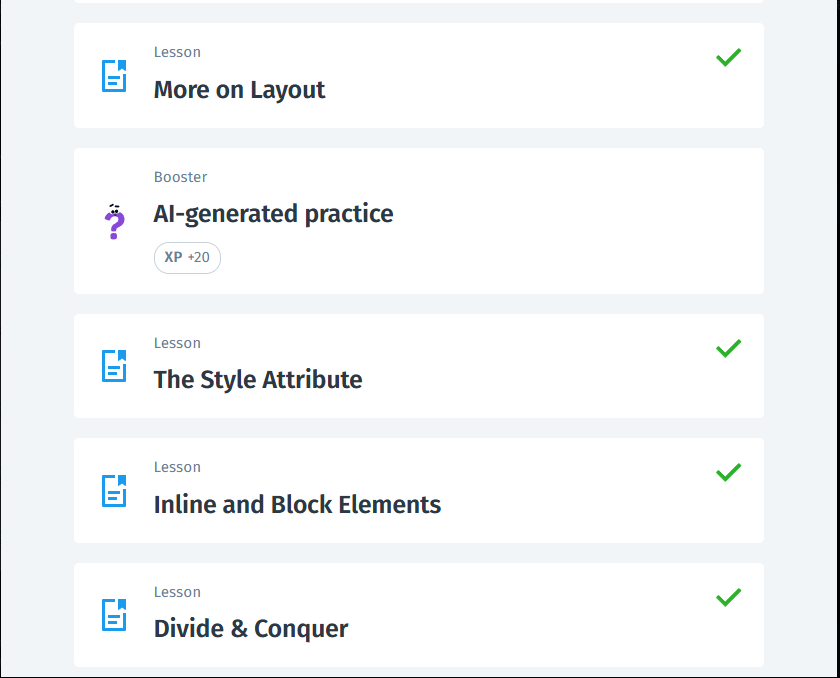 Lesson
More on Layout
Booster
AI-generated practice
XP +20
Lesson
The Style Attribute
Lesson
Inline and Block Elements
Lesson
Divide & Conquer